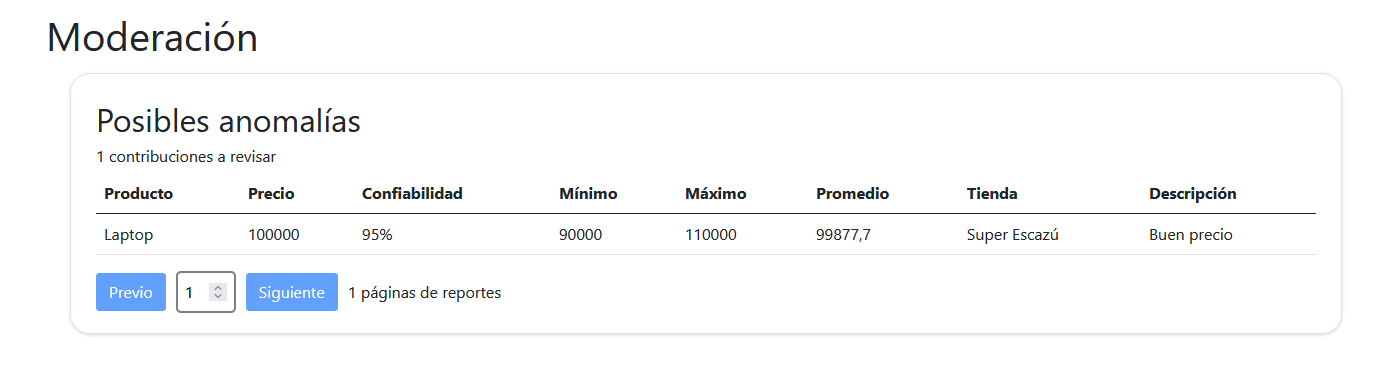 Moderación
Posibles anomalías
1 contribuciones a revisar
Producto Precio Confiabilidad Mínimo Máximo Promedio Tienda Descripción
Laptop 100000 95% 90000 110000 99877,7 Super Escazú Buen precio
Previo 1 Siguiente 1 páginas de reportes